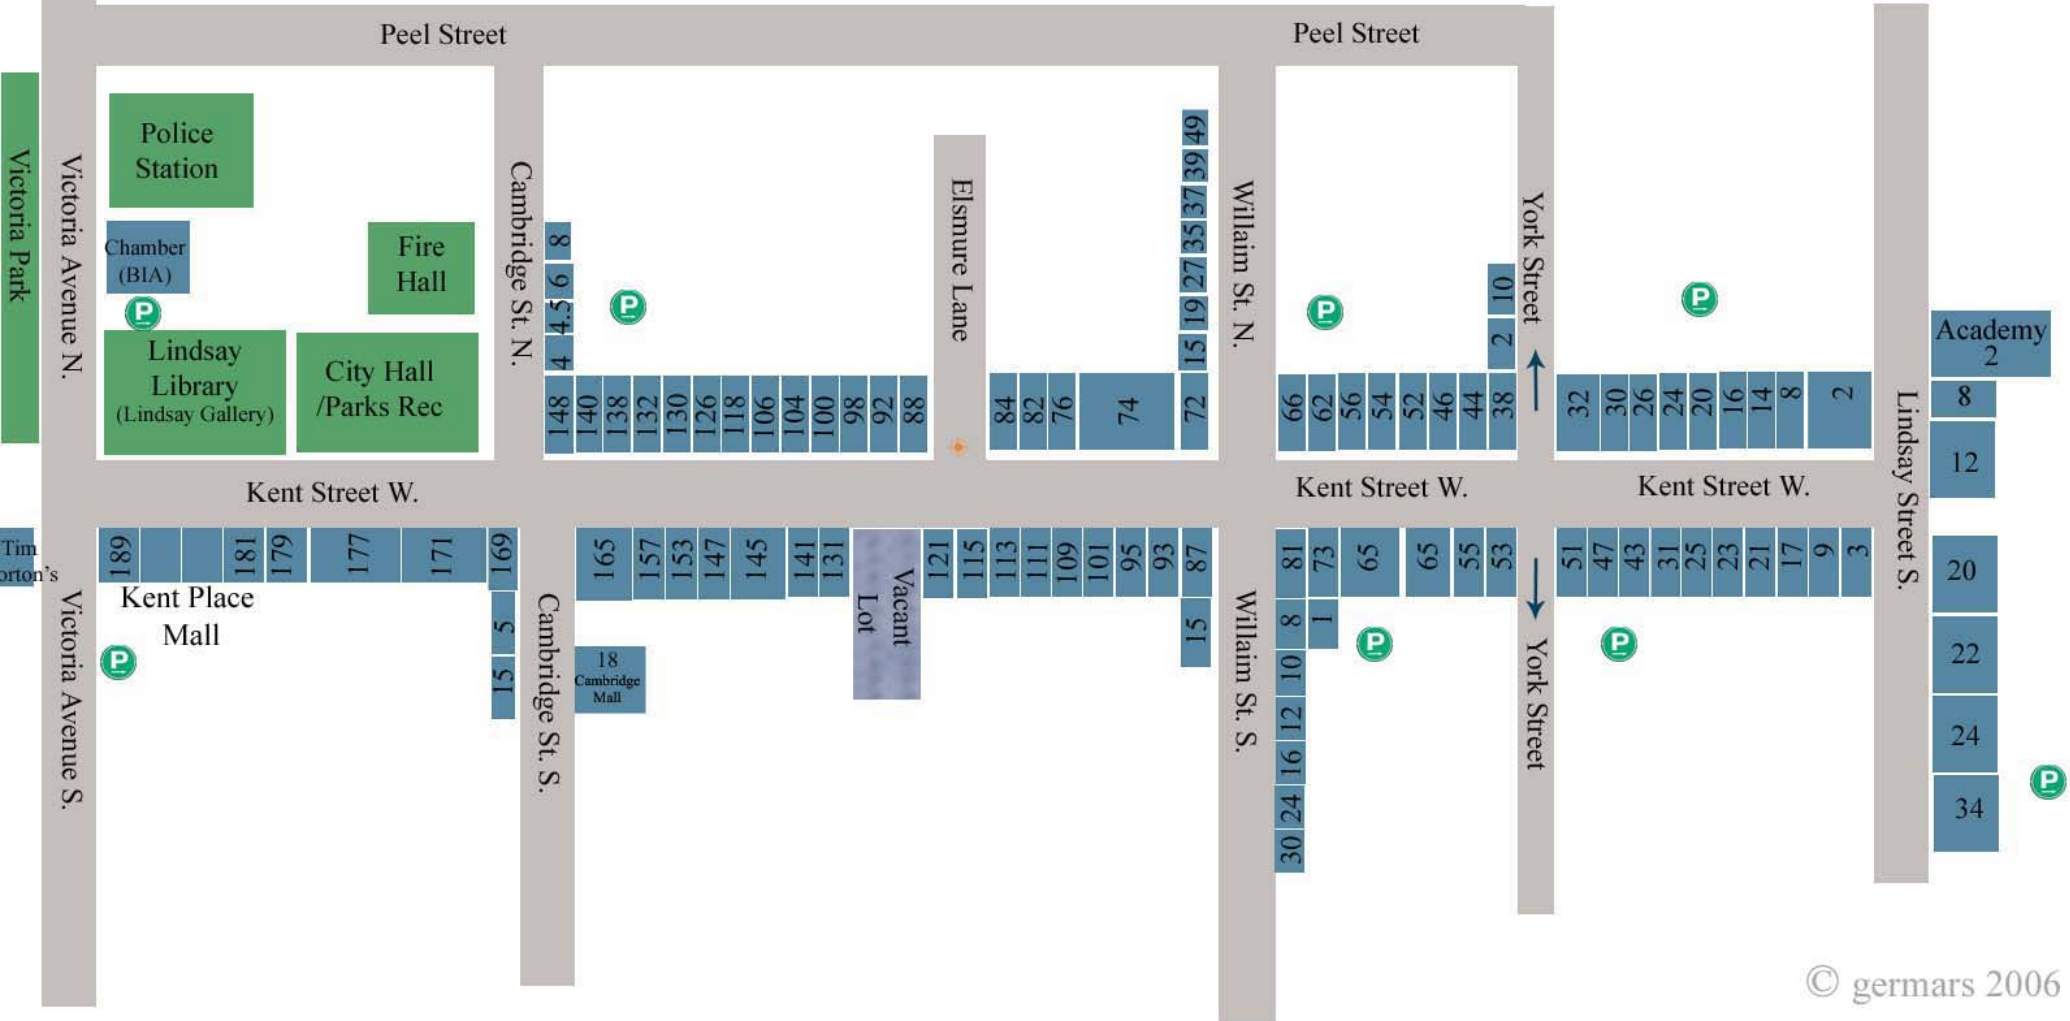 Peel Street
Peel Street
Victoria Park
Victoria Avenue N.
Police
Station
Chamber
(BIA)
P
Fire
Hall
Lindsay
Library
(Lindsay Gallery)
City Hall
/Parks Rec
Cambridge St. N.
8
6
4.5
4
P
Elsmure Lane
49
39
37
35
27
19
15
Willaim St. N.
P
10
2
York Street
P
Academy
2
8
12
148 140 138 132 130 126 118 106 104 100 98 92 88
84 82 76 74 72
66 62 56 54 52 46 44 38
32 30 26 24 20 16 14 8 2
Kent Street W.
Kent Street W.
Kent Street W.
Lindsay Street S.
Tim
orton's
189 181 179 177 171 169
Kent Place
Mall
P
5
15
Victoria Avenue S.
Cambridge St. S.
165 157 153 147 145 141 131
Vacant
Lot
121 115 113 111 109 101 95 93 87
15
18
Cambridge
Mall
Willaim St. S.
81 73 65 65 55 53
8 1
10
12
16
24
30
P
York Street
51 47 43 31 25 23 21 17 9 3
P
20
22
24
34
P
© germars 2006